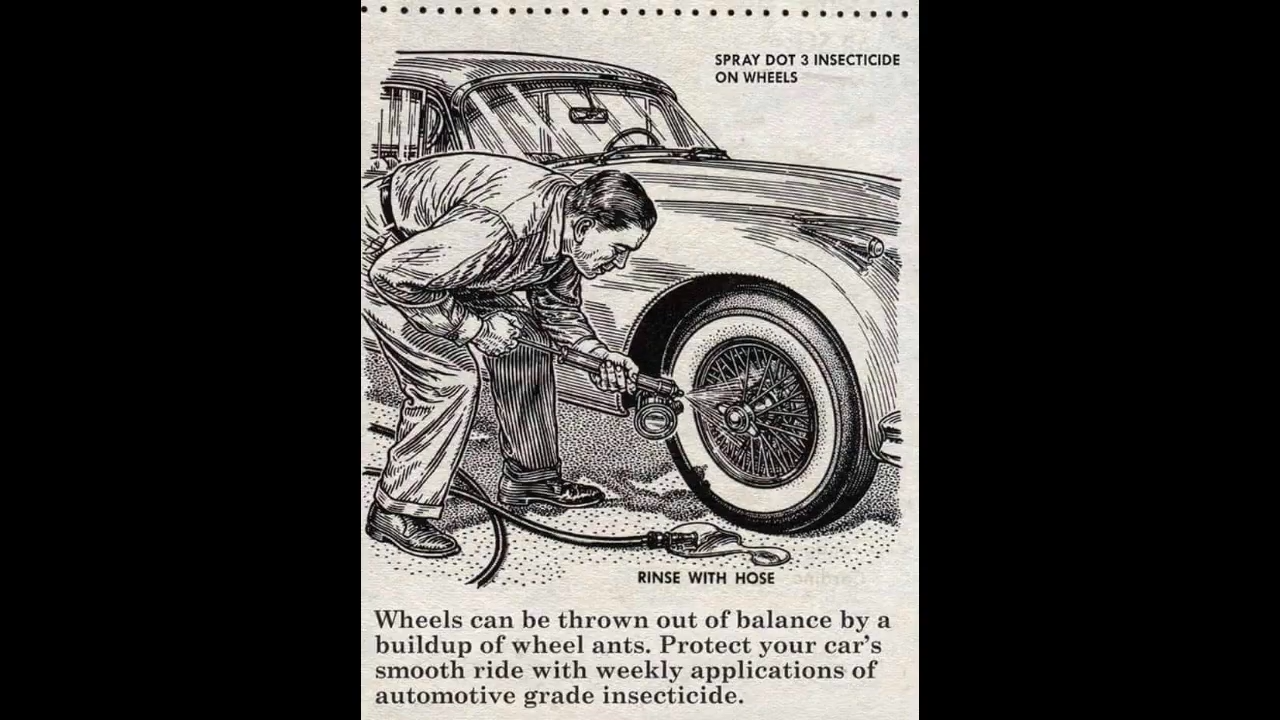 SPRAY DOT 3 INSECTICIDE
ON WHEELS
RINSE WITH HOSE
Wheels can be thrown out of balance by a
buildup of wheel ants. Protect your car's
smooth ride with weekly applications of
automotive grade insecticide.